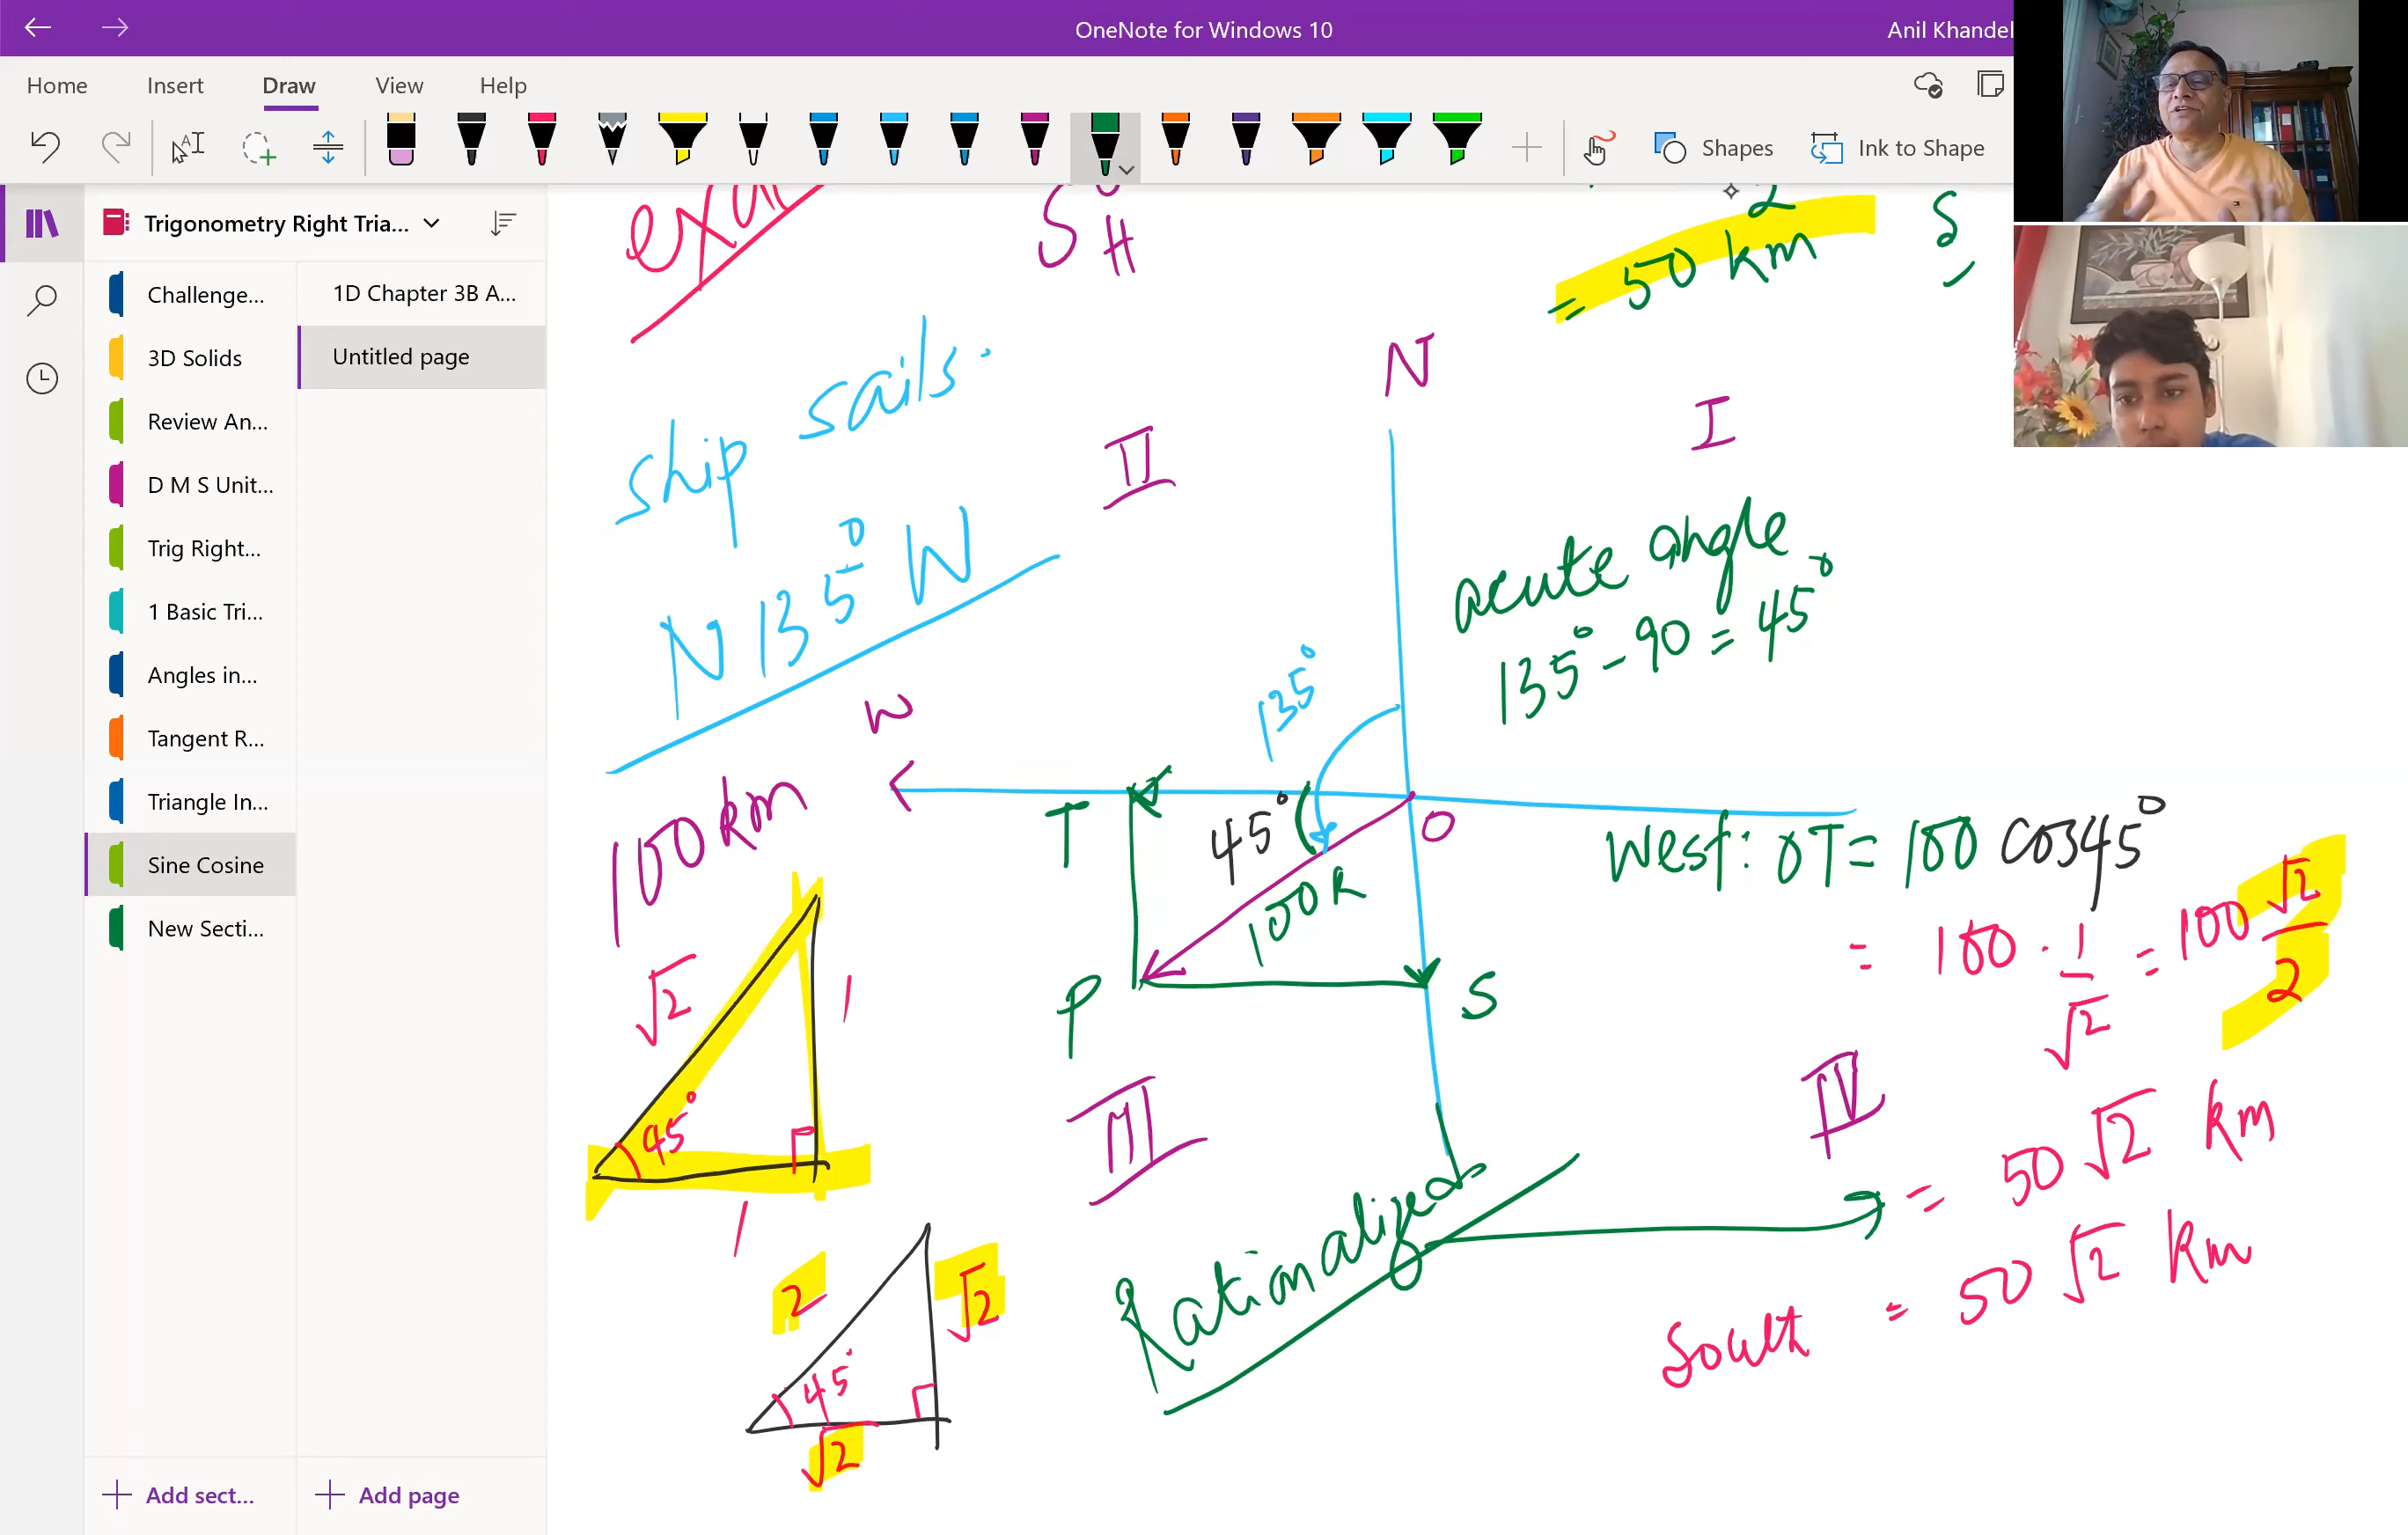 OneNote for Windows 10
Anil Khandel
Home
Insert
Draw
View
Help
Shapes
Ink to Shape
Trigonometry Right Tria...
Challenge...
3D Solids
Review An...
D M S Unit...
Trig Right...
1 Basic Tri...
Angles in...
Tangent R...
Triangle In...
Sine Cosine
New Secti...
Add sect...
1D Chapter 3B A...
Untitled page
Add page
S
H
2
= 50 km
S
ship sails.
N 135° W
100 km
N
II
I
W
135°
acute angle
135° - 90 = 45°
T
45°
O
100k
P
S
III
IV
West: OT = 100 cos45°
= 100 · 1/√2 = 100 √2/2
= 50 √2 km
South = 50 √2 km
Rationalized
√2
1
45°
1
2
√2
45°
√2